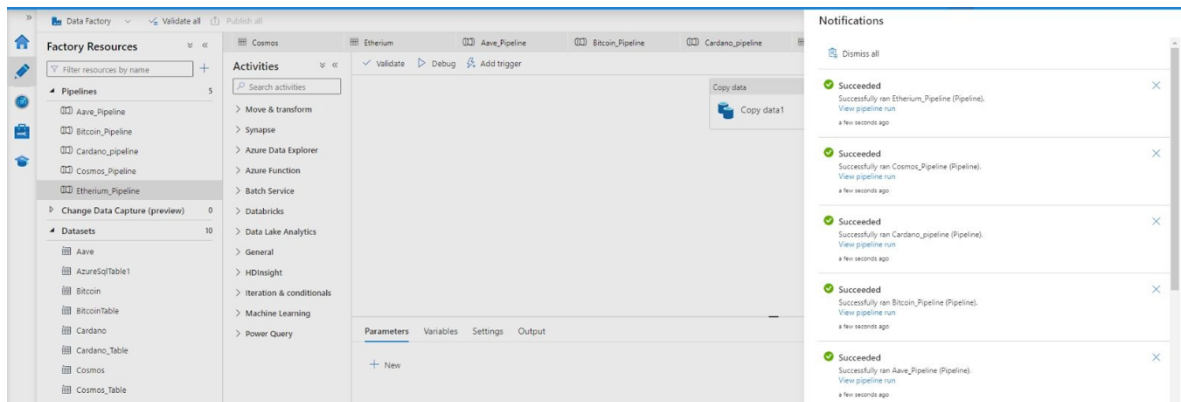 Data Factory
Validate all
Publish all
Factory Resources
Filter resources by name
Pipelines 5
Aave_Pipeline
Bitcoin_Pipeline
Cardano_pipeline
Cosmos_Pipeline
Etherium_Pipeline
Change Data Capture (preview) 0
Datasets 10
Aave
AzureSqlTable1
Bitcoin
BitcoinTable
Cardano
Cardano_Table
Cosmos
Cosmos_Table
Cosmos
Etherium
Aave_Pipeline
Bitcoin_Pipeline
Cardano_pipeline
Activities
Search activities
Move & transform
Synapse
Azure Data Explorer
Azure Function
Batch Service
Databricks
Data Lake Analytics
General
HDInsight
Iteration & conditionals
Machine Learning
Power Query
Validate
Debug
Add trigger
Copy data
Copy data1
Parameters
Variables
Settings
Output
New
Notifications
Dismiss all
Succeeded
Successfully ran Etherium_Pipeline (Pipeline).
View pipeline run
a few seconds ago
Succeeded
Successfully ran Cosmos_Pipeline (Pipeline).
View pipeline run
a few seconds ago
Succeeded
Successfully ran Cardano_pipeline (Pipeline).
View pipeline run
a few seconds ago
Succeeded
Successfully ran Bitcoin_Pipeline (Pipeline).
View pipeline run
a few seconds ago
Succeeded
Successfully ran Aave_Pipeline (Pipeline).
View pipeline run
a few seconds ago